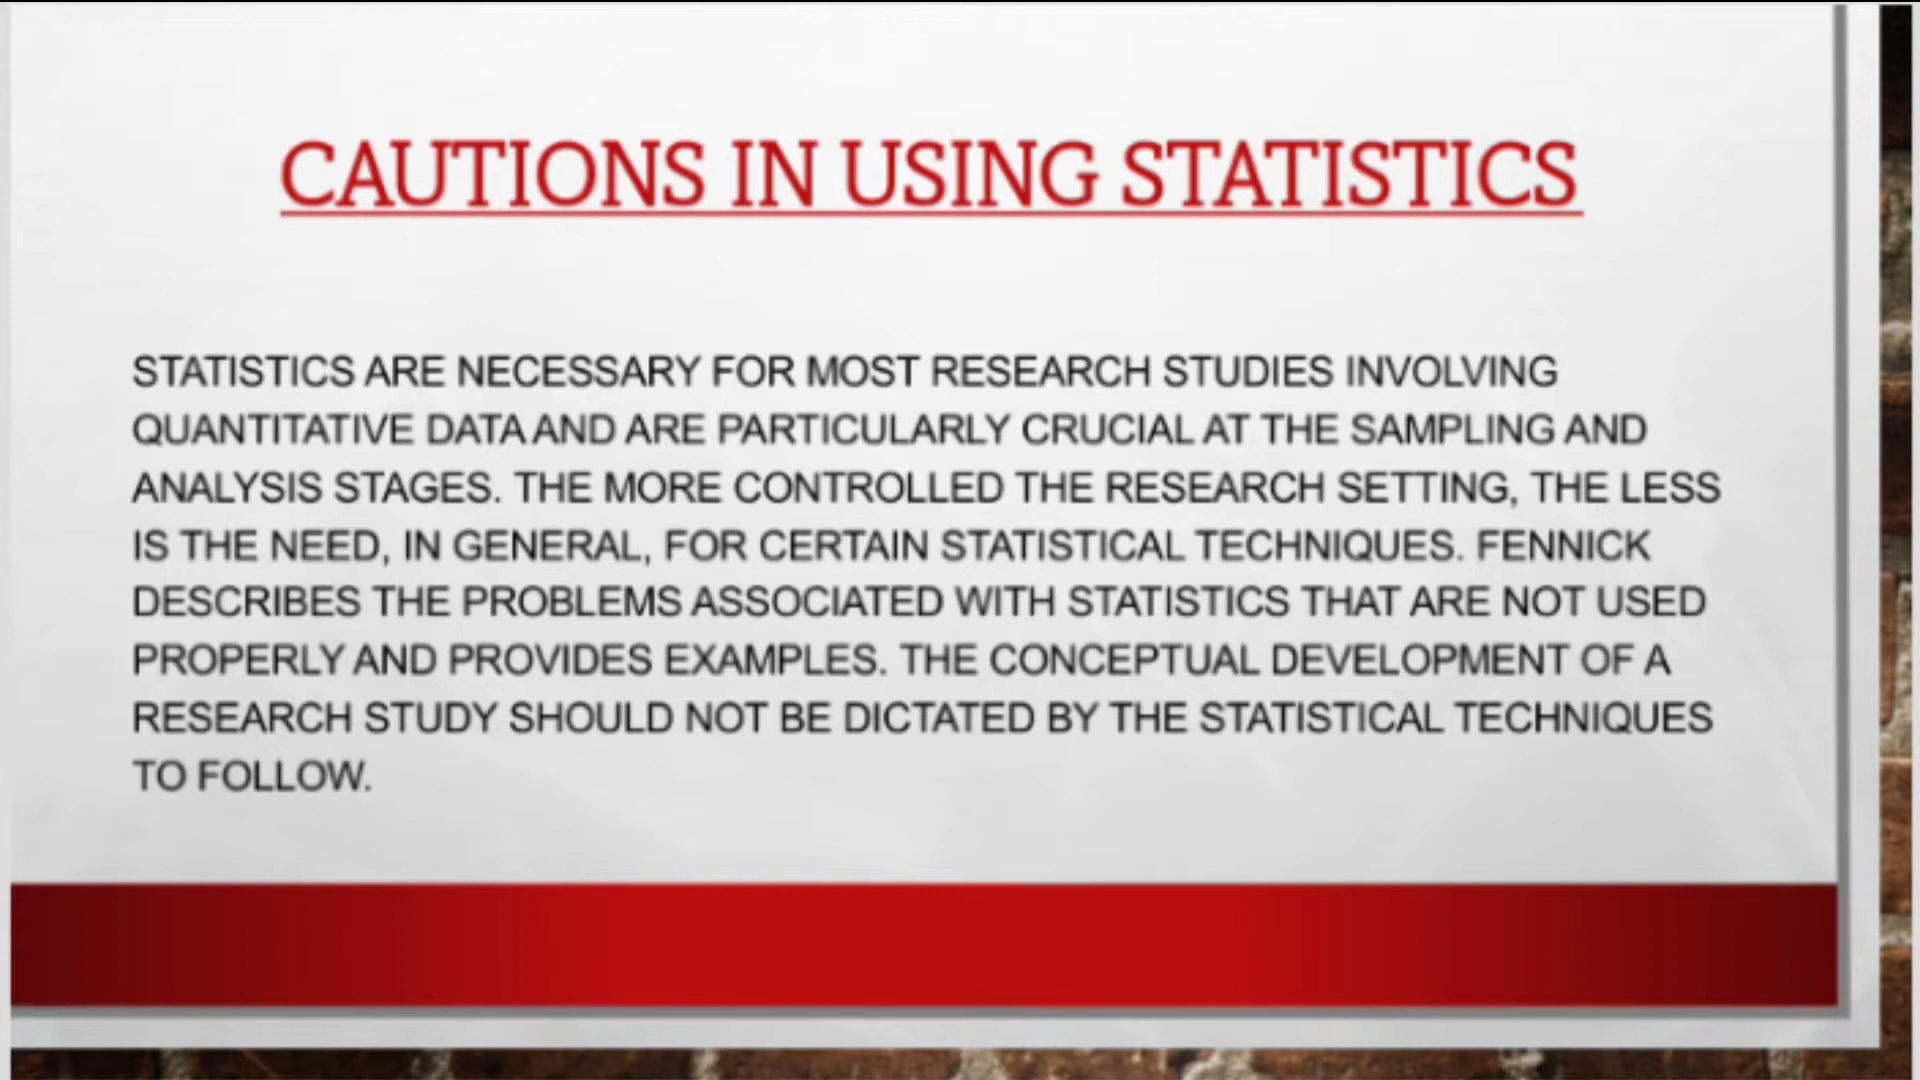 CAUTIONS IN USING STATISTICS
STATISTICS ARE NECESSARY FOR MOST RESEARCH STUDIES INVOLVING
QUANTITATIVE DATA AND ARE PARTICULARLY CRUCIAL AT THE SAMPLING AND
ANALYSIS STAGES. THE MORE CONTROLLED THE RESEARCH SETTING, THE LESS
IS THE NEED, IN GENERAL, FOR CERTAIN STATISTICAL TECHNIQUES. FENNICK
DESCRIBES THE PROBLEMS ASSOCIATED WITH STATISTICS THAT ARE NOT USED
PROPERLY AND PROVIDES EXAMPLES. THE CONCEPTUAL DEVELOPMENT OF A
RESEARCH STUDY SHOULD NOT BE DICTATED BY THE STATISTICAL TECHNIQUES
TO FOLLOW.